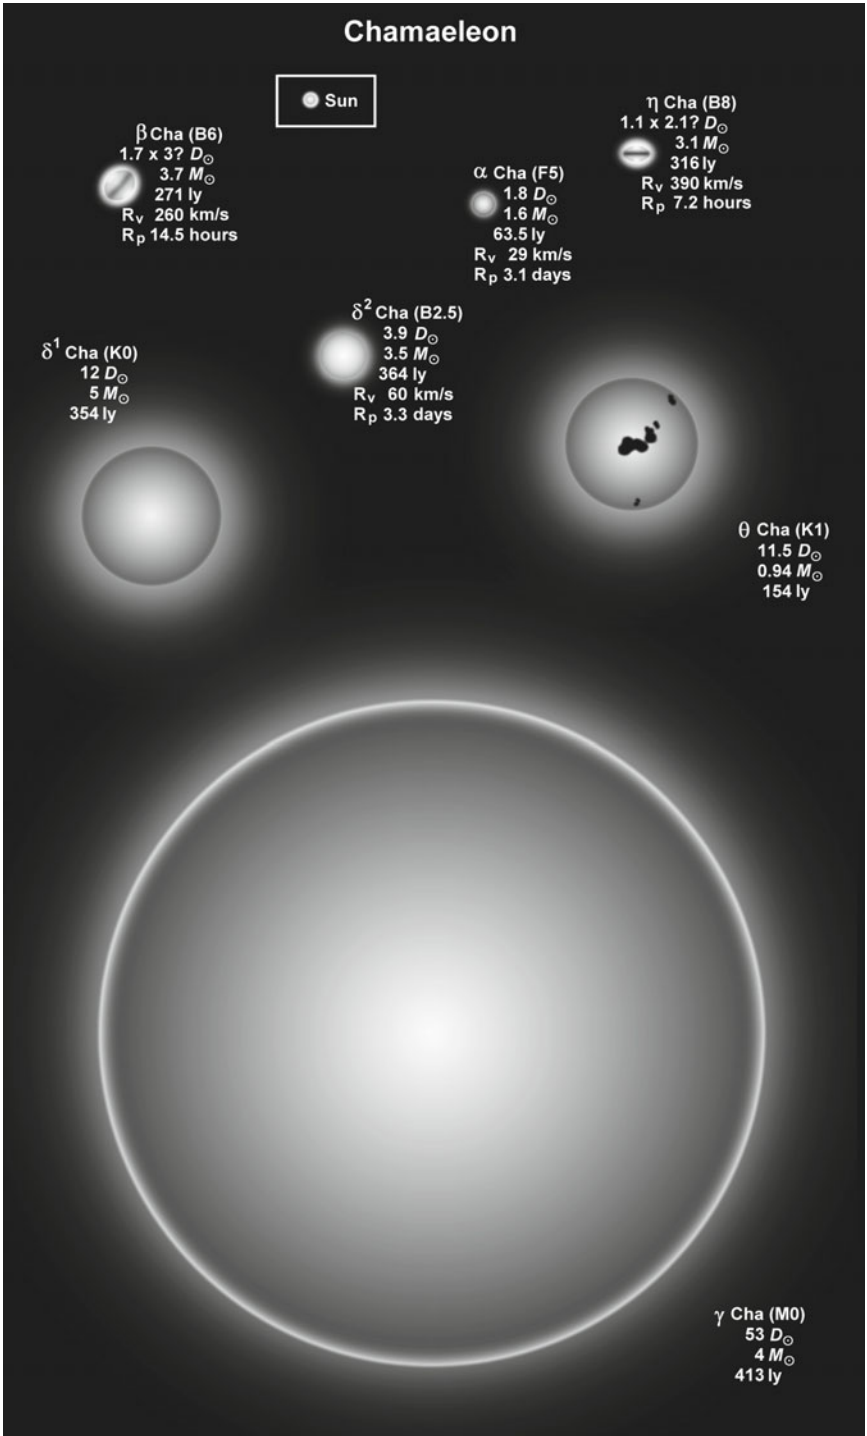 Chamaeleon
Sun
β Cha (B6)
1.7 x 3? D☉
3.7 M☉
271 ly
Rv 260 km/s
Rp 14.5 hours
η Cha (B8)
1.1 x 2.1? D☉
3.1 M☉
316 ly
Rv 390 km/s
Rp 7.2 hours
α Cha (F5)
1.8 D☉
1.6 M☉
63.5 ly
Rv 29 km/s
Rp 3.1 days
δ² Cha (B2.5)
3.9 D☉
3.5 M☉
364 ly
Rv 60 km/s
Rp 3.3 days
δ¹ Cha (K0)
12 D☉
5 M☉
354 ly
θ Cha (K1)
11.5 D☉
0.94 M☉
154 ly
γ Cha (M0)
53 D☉
4 M☉
413 ly